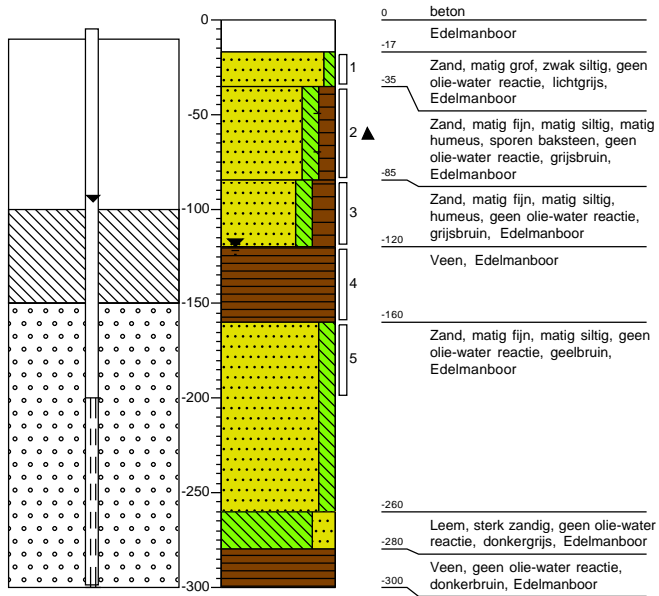 0
-50
-100
-150
-200
-250
-300
1
2
3
4
5
0
beton
Edelmanboor
-17
Zand, matig grof, zwak siltig, geen
olie-water reactie, lichtgrijs,
Edelmanboor
-35
Zand, matig fijn, matig siltig, matig
humeus, sporen baksteen, geen
olie-water reactie, grijsbruin,
Edelmanboor
-85
Zand, matig fijn, matig siltig,
humeus, geen olie-water reactie,
grijsbruin, Edelmanboor
-120
Veen, Edelmanboor
-160
Zand, matig fijn, matig siltig, geen
olie-water reactie, geelbruin,
Edelmanboor
-260
Leem, sterk zandig, geen olie-water
reactie, donkergrijs, Edelmanboor
-280
Veen, geen olie-water reactie,
donkerbruin, Edelmanboor
-300